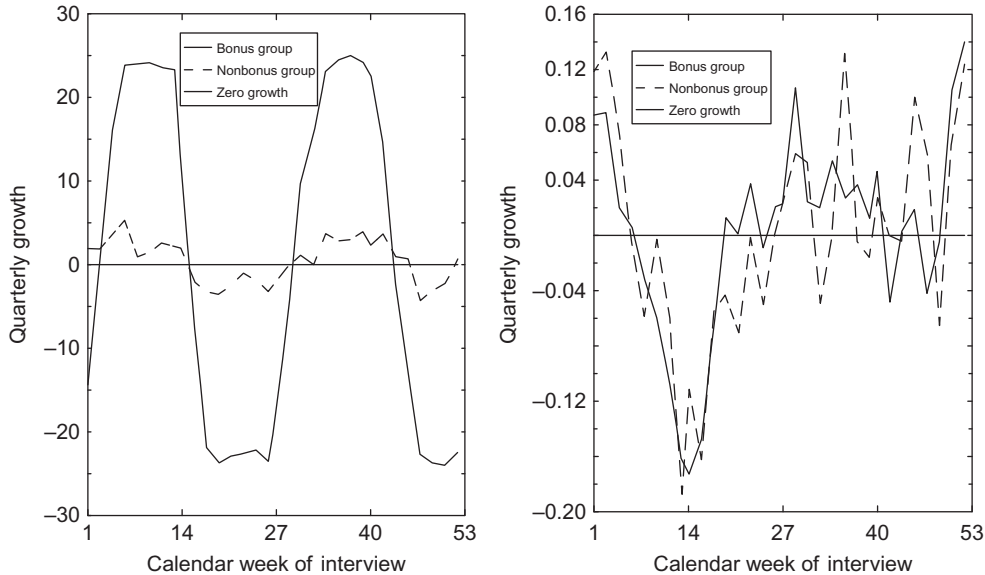 30
20
10
0
–10
–20
–30
Quarterly growth
Bonus group
Nonbonus group
Zero growth
1 14 27 40 53
Calendar week of interview
0.16
0.12
0.08
0.04
–0.04
–0.12
–0.20
Quarterly growth
Bonus group
Nonbonus group
Zero growth
1 14 27 40 53
Calendar week of interview